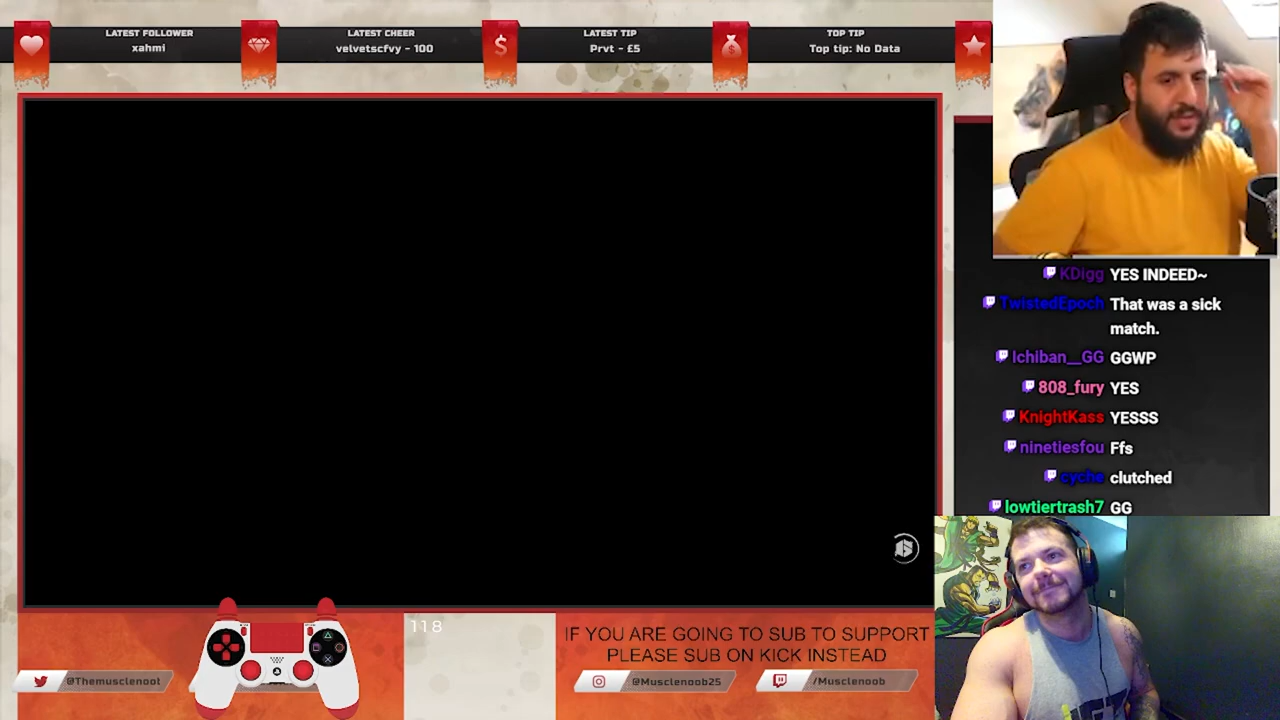 LATEST FOLLOWER
xahmi
LATEST CHEER
velvetscfvy - 100
LATEST TIP
Prvt - £5
TOP TIP
Top tip: No Data
KDigg YES INDEED~
TwistedEpoch That was a sick
match.
Ichiban__GG GGWP
808_fury YES
KnightKass YESSS
ninetiesfou Ffs
cyche clutched
lowtiertrash7 GG
118
IF YOU ARE GOING TO SUB TO SUPPORT
PLEASE SUB ON KICK INSTEAD
@Themusclenoot
@Musclenoob25
/Musclenoob